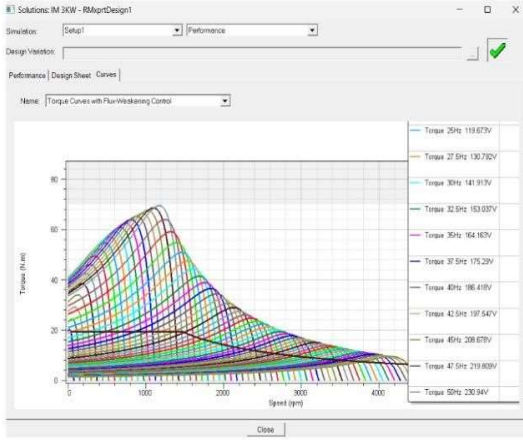 Solutions: IM 3KW - RMxprtDesign1
Simulation: Setup1 Performance
Design Variation: ...
Performance Design Sheet Curves
Name: Torque Curves with Flux-Weakening Control
Torque 25Hz 119.673V
Torque 27.5Hz 130.792V
Torque 30Hz 141.913V
Torque 32.5Hz 153.037V
Torque 35Hz 164.163V
Torque 37.5Hz 175.29V
Torque 40Hz 186.418V
Torque 42.5Hz 197.547V
Torque 45Hz 208.678V
Torque 47.5Hz 219.809V
Torque 50Hz 230.94V
80
60
40
20
0
Torque (N.m)
0 1000 2000 3000 4000
Speed (rpm)
Close